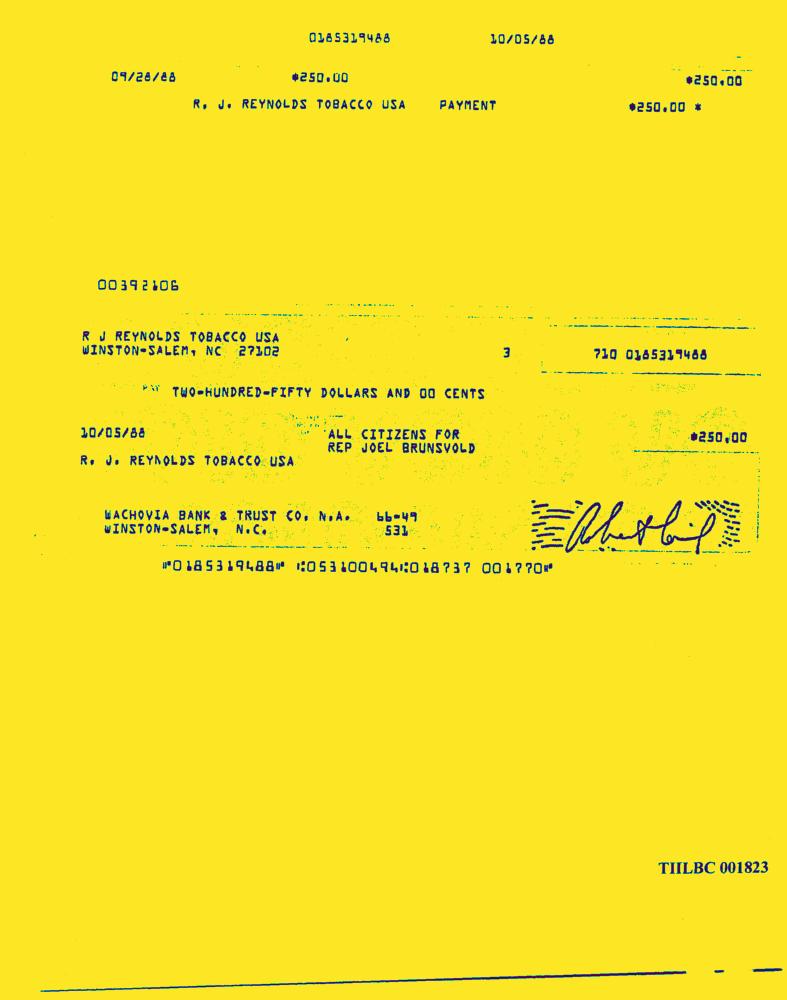 0185319488 10/05/88
09/28/88 *250.00 *250.00
R. J. REYNOLDS TOBACCO USA PAYMENT *250.00 *
00392106
R J REYNOLDS TOBACCO USA
WINSTON-SALEM, NC 27102 3 710 0185319488
PAY TWO-HUNDRED-FIFTY DOLLARS AND 00 CENTS
10/05/88 ALL CITIZENS FOR *250.00
REP JOEL BRUNSVOLD
R. J. REYNOLDS TOBACCO USA
WACHOVIA BANK & TRUST CO. N.A. 66-49
WINSTON-SALEM, N.C. 531
⑈0185319488⑈ ⑆053100494⑆018737 001770⑈
TIILBC 001823